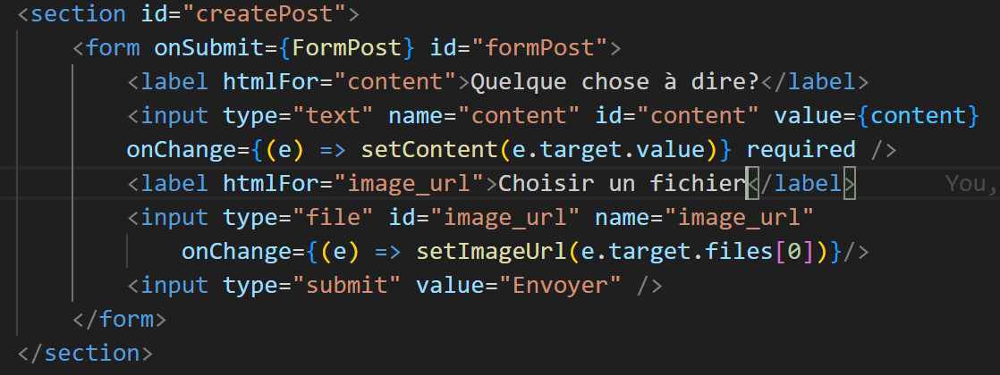 <section id="createPost">
<form onSubmit={FormPost} id="formPost">
<label htmlFor="content">Quelque chose à dire?</label>
<input type="text" name="content" id="content" value={content}
onChange={(e) => setContent(e.target.value)} required />
<label htmlFor="image_url">Choisir un fichier</label> You,
<input type="file" id="image_url" name="image_url"
onChange={(e) => setImageUrl(e.target.files[0])}/>
<input type="submit" value="Envoyer" />
</form>
</section>